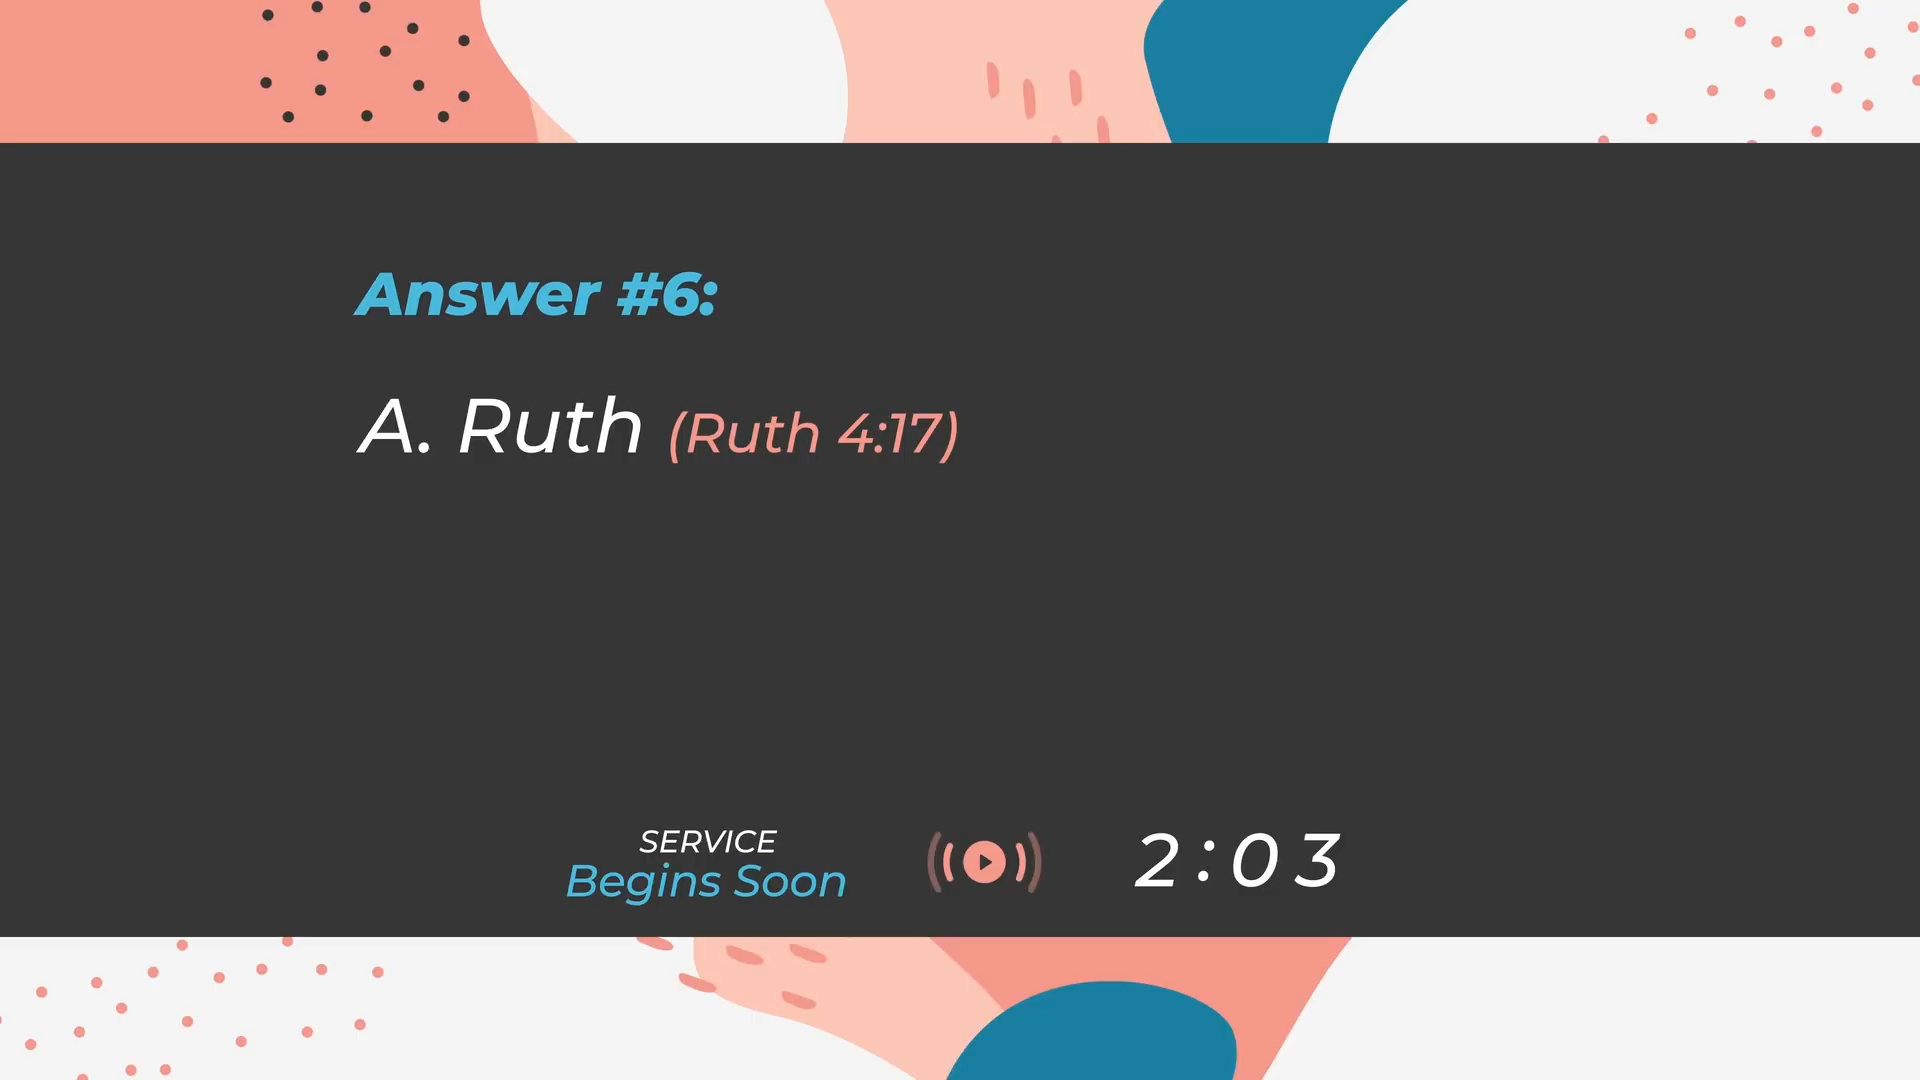 Answer #6:
A. Ruth (Ruth 4:17)
SERVICE
Begins Soon
2:03